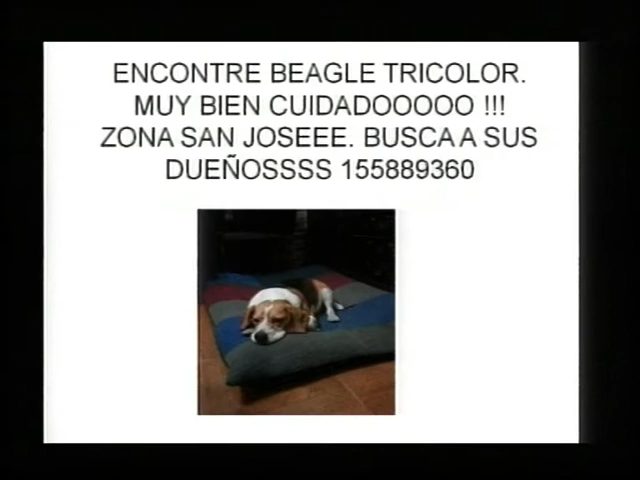 ENCONTRE BEAGLE TRICOLOR.
MUY BIEN CUIDADOOOOO !!!
ZONA SAN JOSEEE. BUSCA A SUS
DUEÑOSSSS 155889360